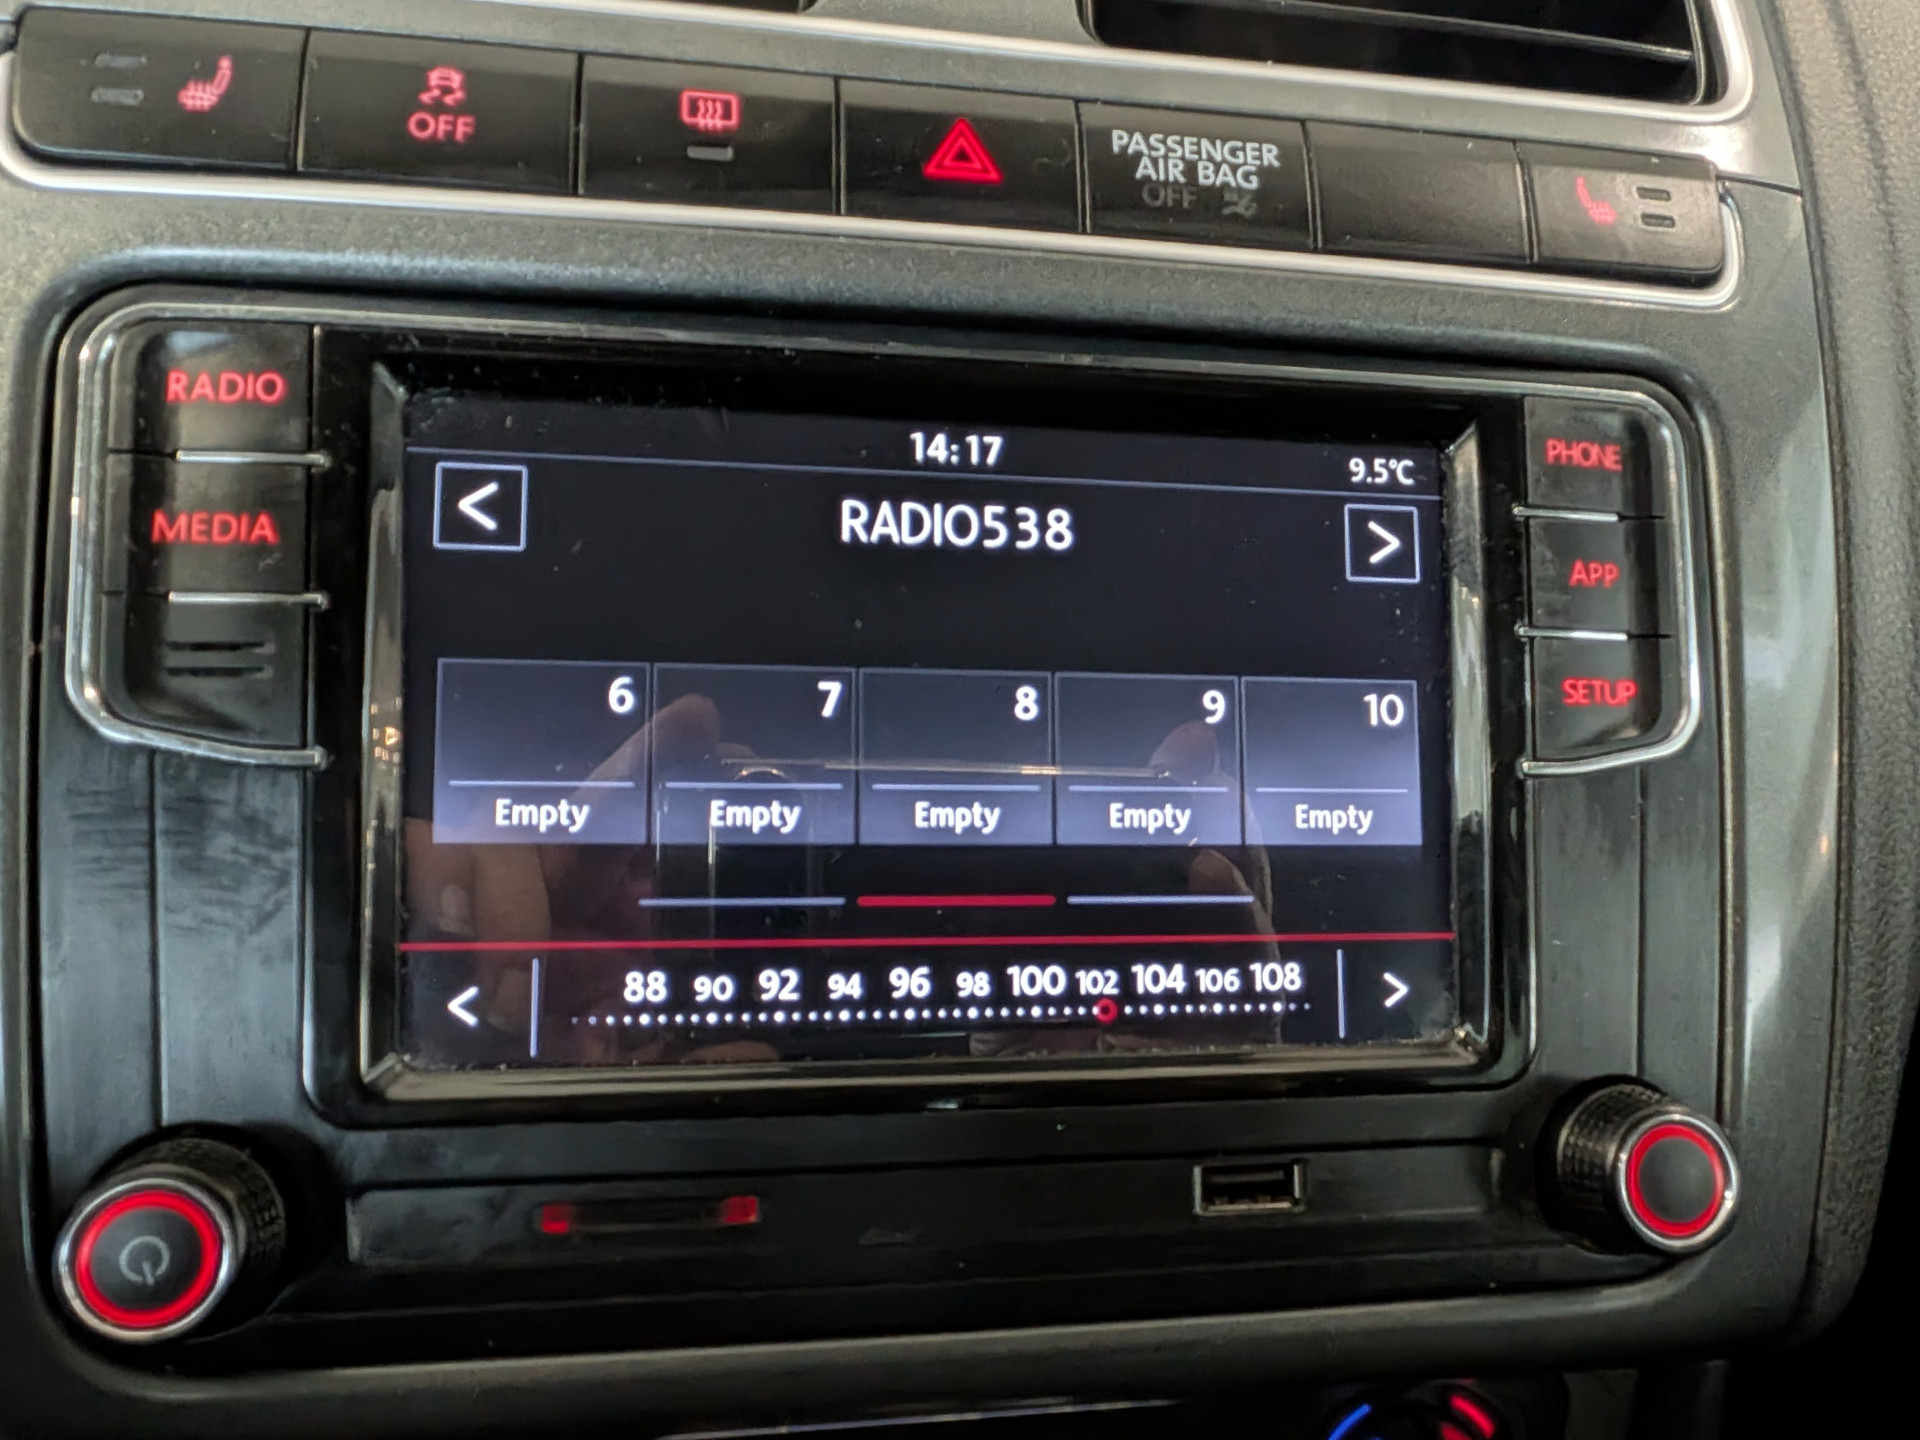 OFF
PASSENGER
AIR BAG
OFF
RADIO
MEDIA
PHONE
APP
SETUP
14:17
9.5°C
<
RADIO538
>
6 7 8 9 10
Empty Empty Empty Empty Empty
< 88 90 92 94 96 98 100 102 104 106 108 >